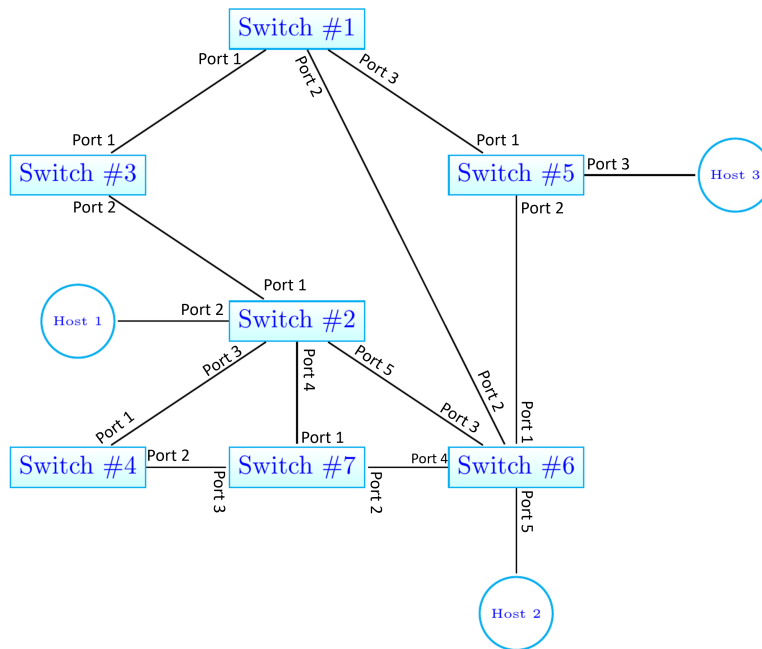 Switch #1
Port 1
Port 2
Port 3
Port 1
Port 1
Switch #3
Switch #5
Port 3
Host 3
Port 2
Port 2
Port 1
Host 1
Port 2
Switch #2
Port 3
Port 4
Port 5
Port 2
Port 1
Port 3
Port 1
Port 1
Switch #4
Port 2
Switch #7
Port 4
Switch #6
Port 3
Port 2
Port 5
Host 2